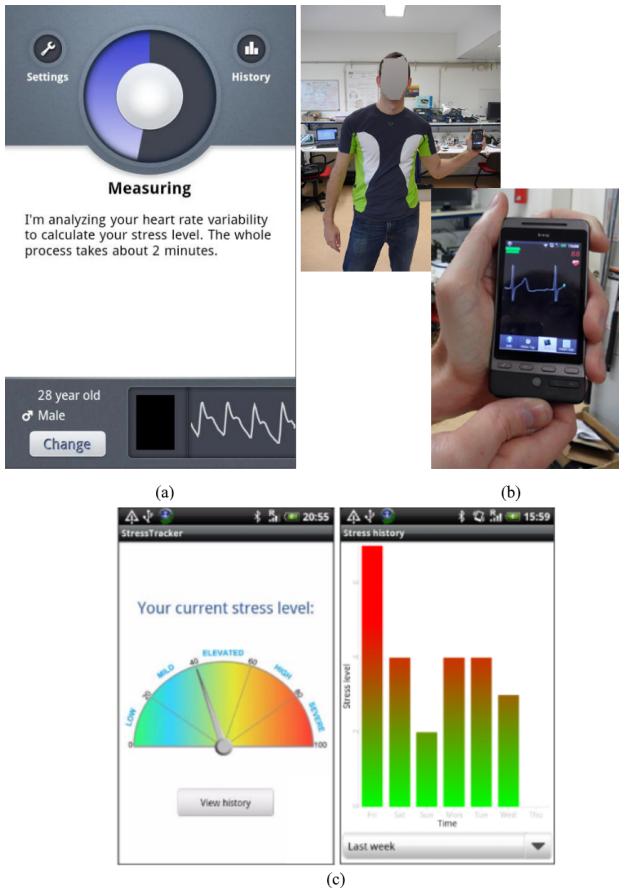 Settings
History
Measuring
I'm analyzing your heart rate variability
to calculate your stress level. The whole
process takes about 2 minutes.
28 year old
Male
Change
(a)
(b)
20:55
StressTracker
Your current stress level:
LOW
MILD
ELEVATED
HIGH
SEVERE
0
20
40
60
80
100
View history
15:59
Stress history
Stress level
Fri
Sat
Sun
Mon
Tue
Wed
Thu
Time
Last week
(c)